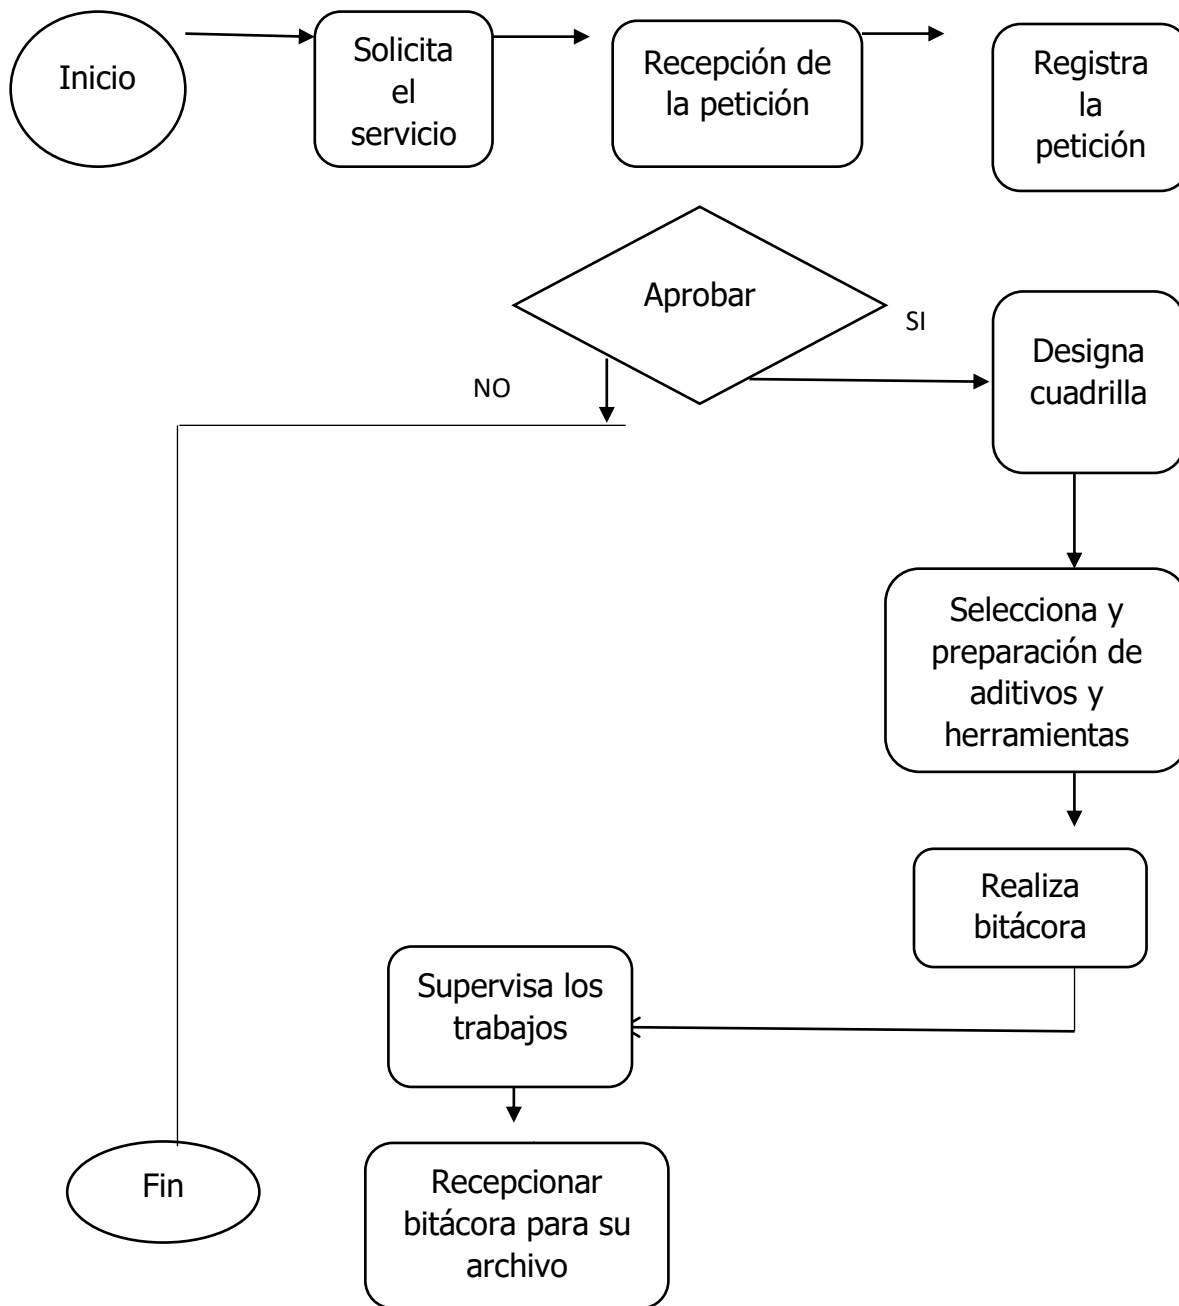 Inicio
Solicita
el
servicio
Recepción de
la petición
Registra
la
petición
Aprobar
SI
NO
Designa
cuadrilla
Selecciona y
preparación de
aditivos y
herramientas
Realiza
bitácora
Supervisa los
trabajos
Fin
Recepcionar
bitácora para su
archivo